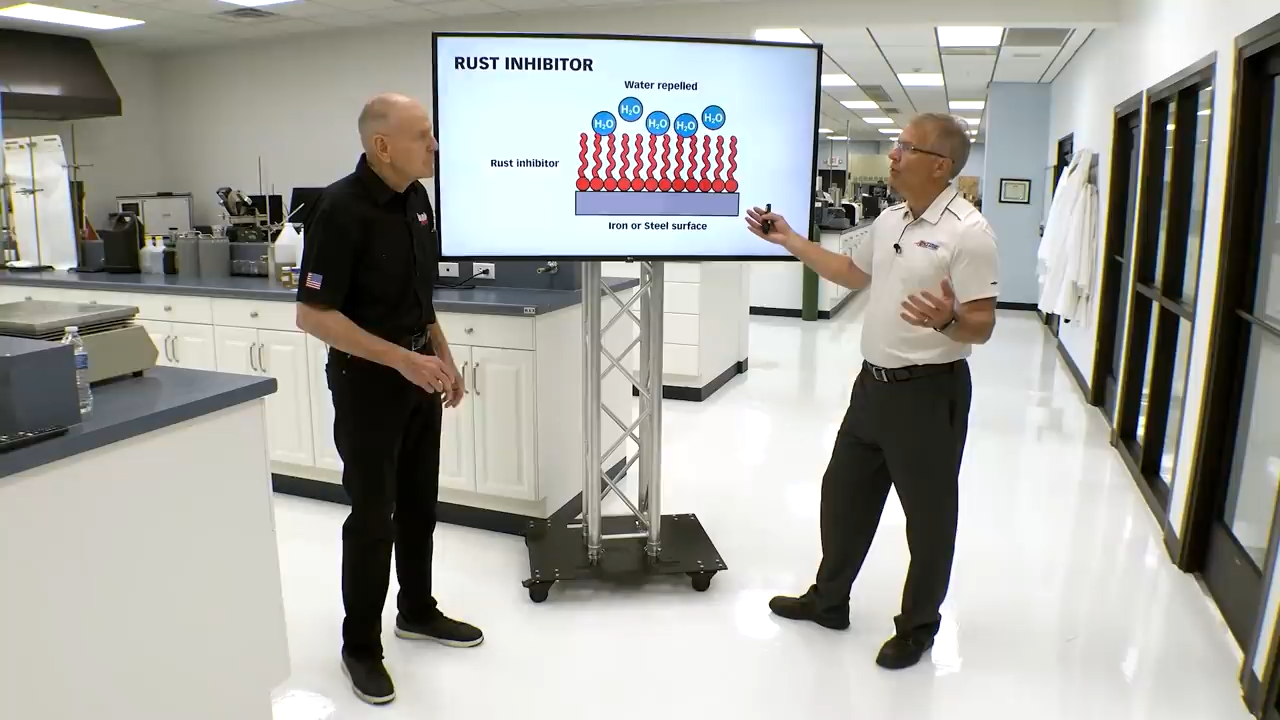 RUST INHIBITOR
Water repelled
H₂O
H₂O
H₂O
H₂O
H₂O
Rust inhibitor
Iron or Steel surface